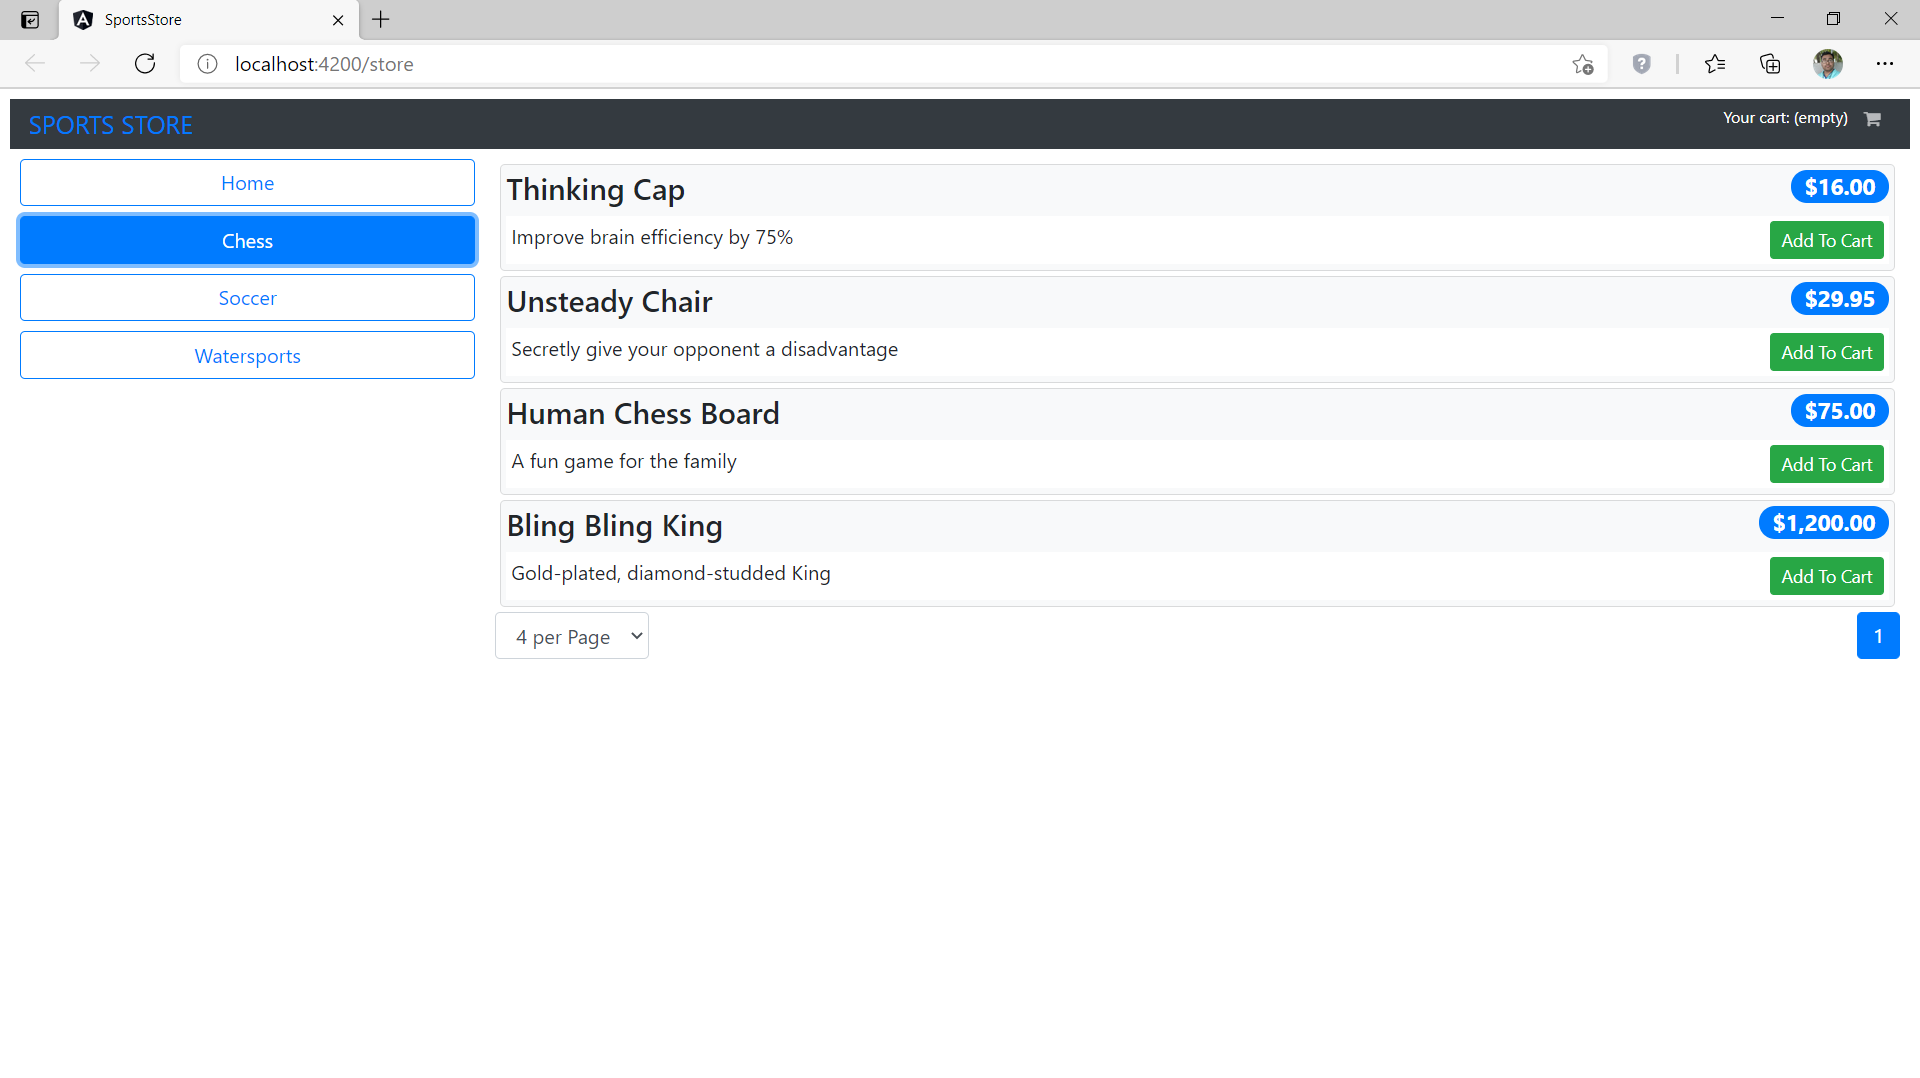 SportsStore
localhost:4200/store
SPORTS STORE
Your cart: (empty)
Home
Chess
Soccer
Watersports
Thinking Cap
$16.00
Improve brain efficiency by 75%
Add To Cart
Unsteady Chair
$29.95
Secretly give your opponent a disadvantage
Add To Cart
Human Chess Board
$75.00
A fun game for the family
Add To Cart
Bling Bling King
$1,200.00
Gold-plated, diamond-studded King
Add To Cart
4 per Page
1